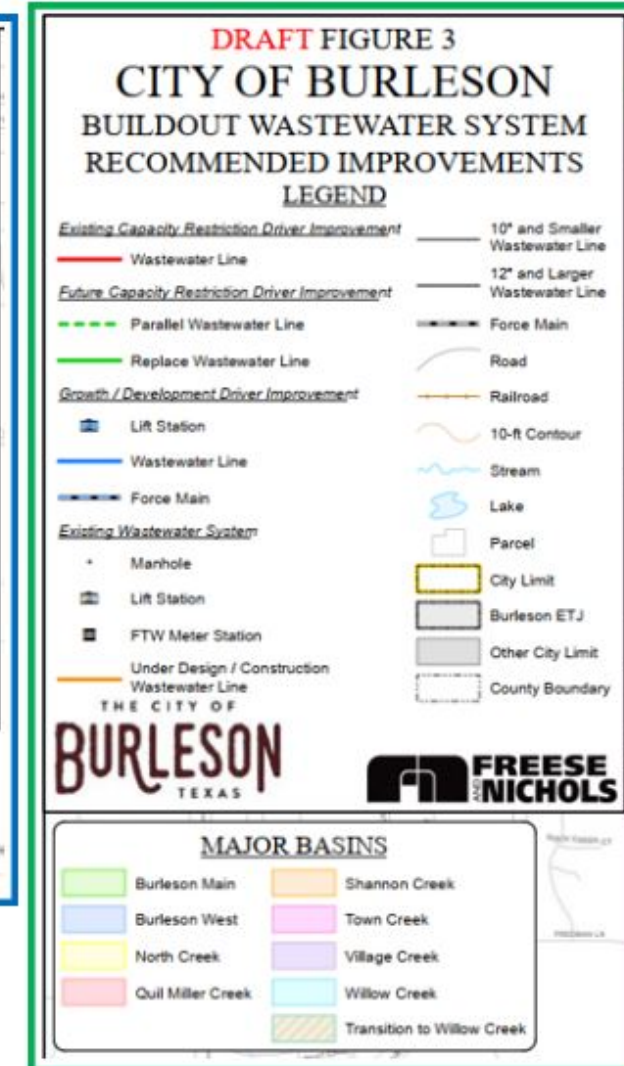 DRAFT FIGURE 3
CITY OF BURLESON
BUILDOUT WASTEWATER SYSTEM
RECOMMENDED IMPROVEMENTS
LEGEND
Existing Capacity Restriction Driver Improvement
Wastewater Line
Future Capacity Restriction Driver Improvement
Parallel Wastewater Line
Replace Wastewater Line
Growth / Development Driver Improvement
Lift Station
Wastewater Line
Force Main
Existing Wastewater System
Manhole
Lift Station
FTW Meter Station
Under Design / Construction
Wastewater Line
10" and Smaller
Wastewater Line
12" and Larger
Wastewater Line
Force Main
Road
Railroad
10-ft Contour
Stream
Lake
Parcel
City Limit
Burleson ETJ
Other City Limit
County Boundary
THE CITY OF
BURLESON
TEXAS
FREESE
AND NICHOLS
MAJOR BASINS
Burleson Main
Burleson West
North Creek
Quil Miller Creek
Shannon Creek
Town Creek
Village Creek
Willow Creek
Transition to Willow Creek